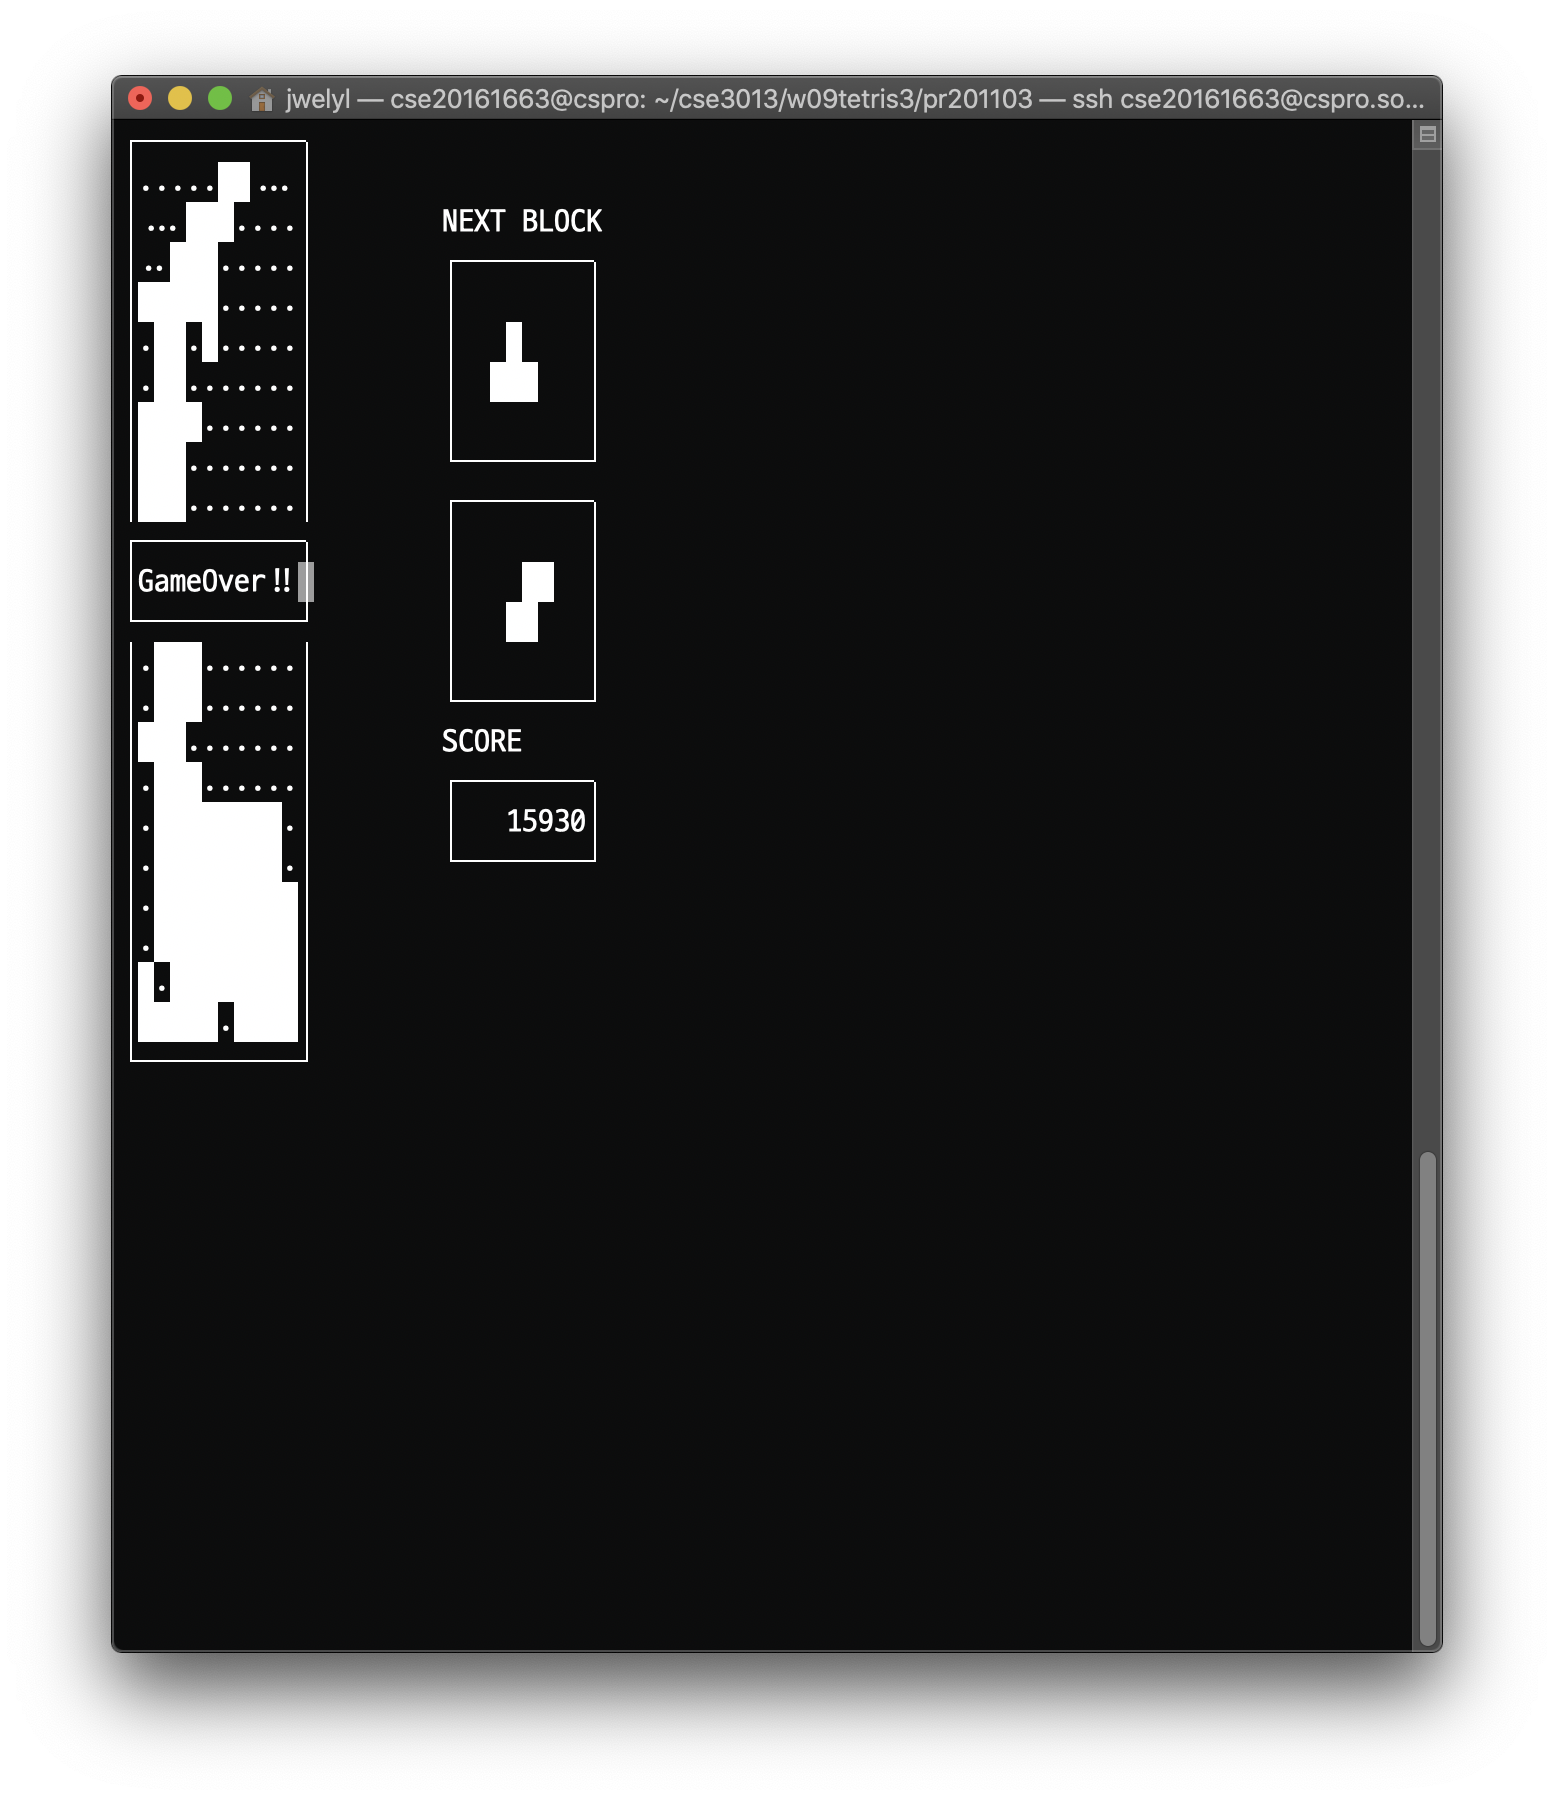 jwelyl — cse20161663@cspro: ~/cse3013/w09tetris3/pr201103 — ssh cse20161663@cspro.so...
NEXT BLOCK
GameOver!!
SCORE
15930